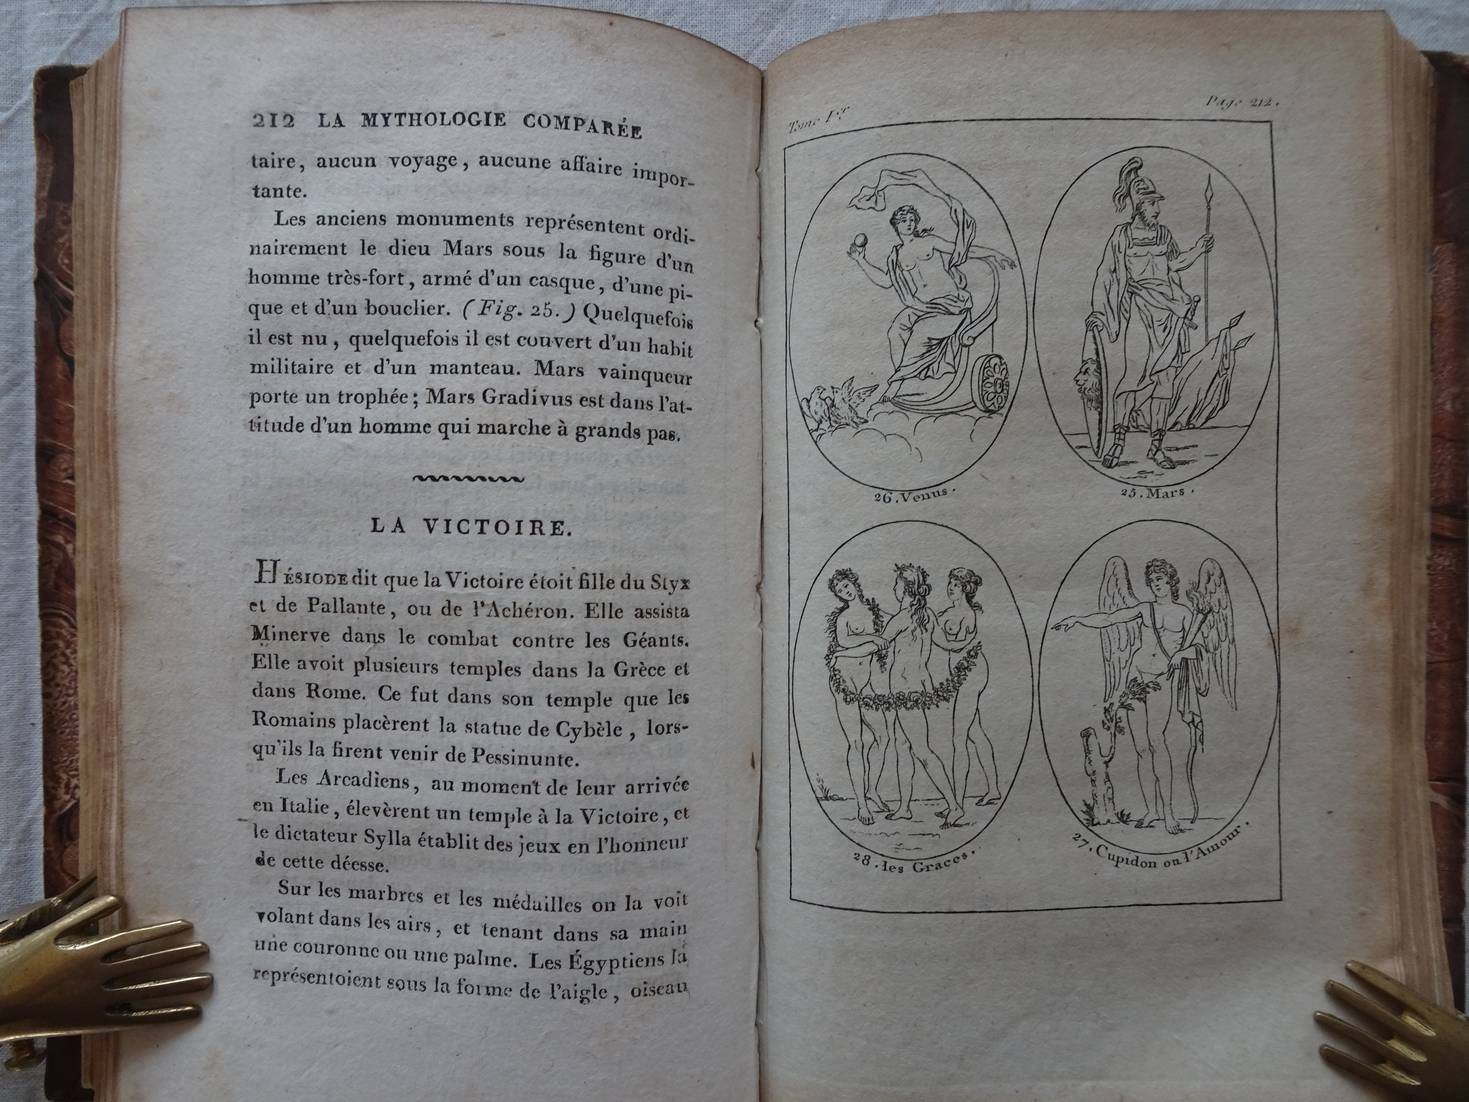 212 LA MYTHOLOGIE COMPARÉE
taire, aucun voyage, aucune affaire impor-
tante.
Les anciens monuments représentent ordi-
nairement le dieu Mars sous la figure d'un
homme très-fort, armé d'un casque, d'une pi-
que et d'un bouclier. (Fig. 25.) Quelquefois
il est nu, quelquefois il est couvert d'un habit
militaire et d'un manteau. Mars vainqueur
porte un trophée; Mars Gradivus est dans l'at-
titude d'un homme qui marche à grands pas.
LA VICTOIRE.
HÉSIODE dit que la Victoire étoit fille du Styx
et de Pallante, ou de l'Achéron. Elle assista
Minerve dans le combat contre les Géants.
Elle avoit plusieurs temples dans la Grèce et
dans Rome. Ce fut dans son temple que les
Romains placèrent la statue de Cybèle, lors-
qu'ils la firent venir de Pessinunte.
Les Arcadiens, au moment de leur arrivée
en Italie, élevèrent un temple à la Victoire, et
le dictateur Sylla établit des jeux en l'honneur
de cette déesse.
Sur les marbres et les médailles on la voit
volant dans les airs, et tenant dans sa main
une couronne ou une palme. Les Égyptiens la
représentoient sous la forme de l'aigle, oiseau
Tome Ier
Page 212.
26. Venus.
25. Mars.
28. les Graces.
27. Cupidon ou l'Amour.